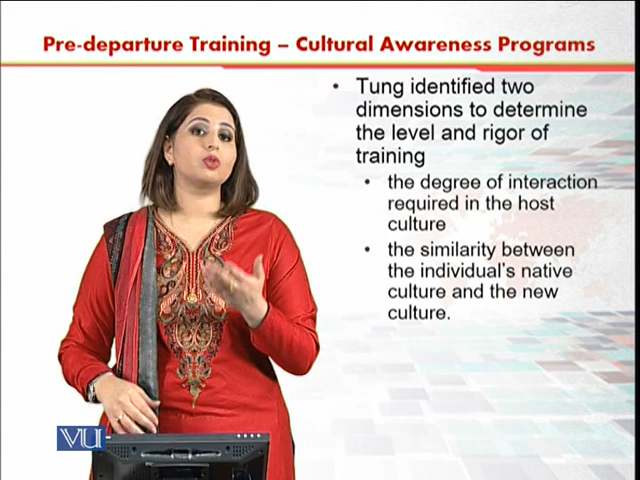 Pre-departure Training – Cultural Awareness Programs
• Tung identified two
dimensions to determine
the level and rigor of
training
• the degree of interaction
required in the host
culture
• the similarity between
the individual's native
culture and the new
culture.
VU